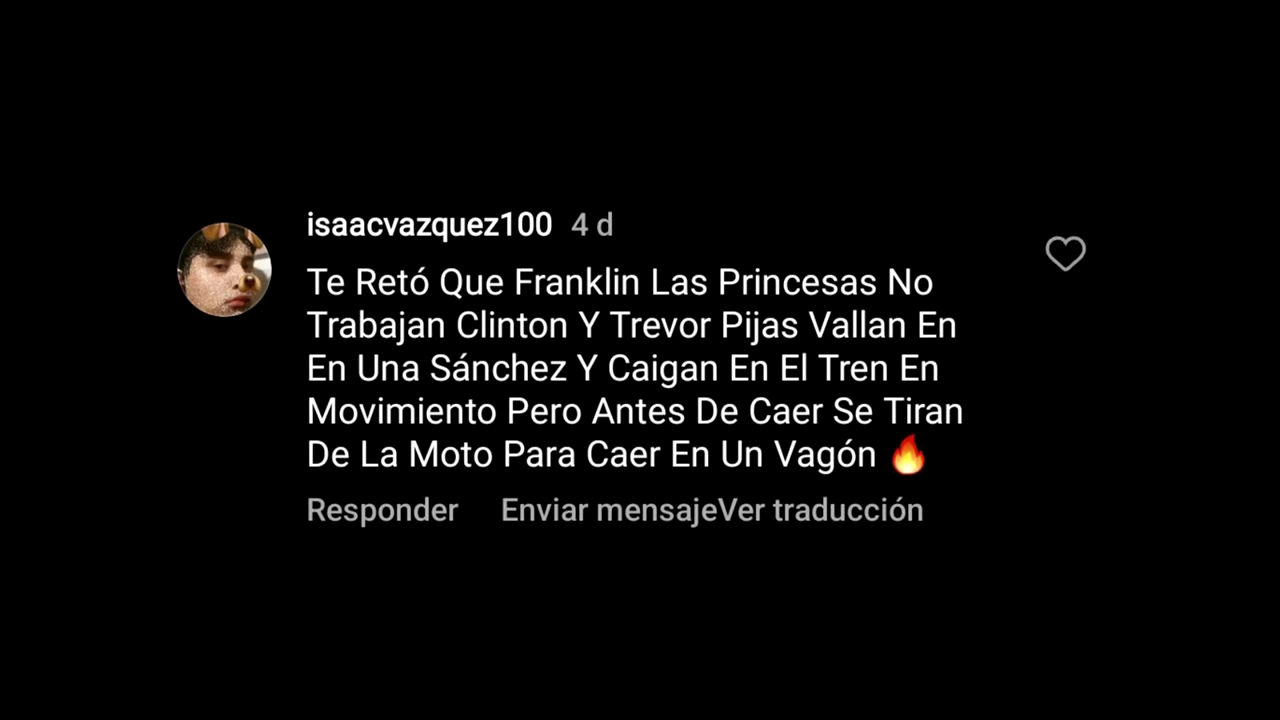 isaacvazquez100 4 d
Te Retó Que Franklin Las Princesas No
Trabajan Clinton Y Trevor Pijas Vallan En
En Una Sánchez Y Caigan En El Tren En
Movimiento Pero Antes De Caer Se Tiran
De La Moto Para Caer En Un Vagón 🔥
Responder Enviar mensajeVer traducción